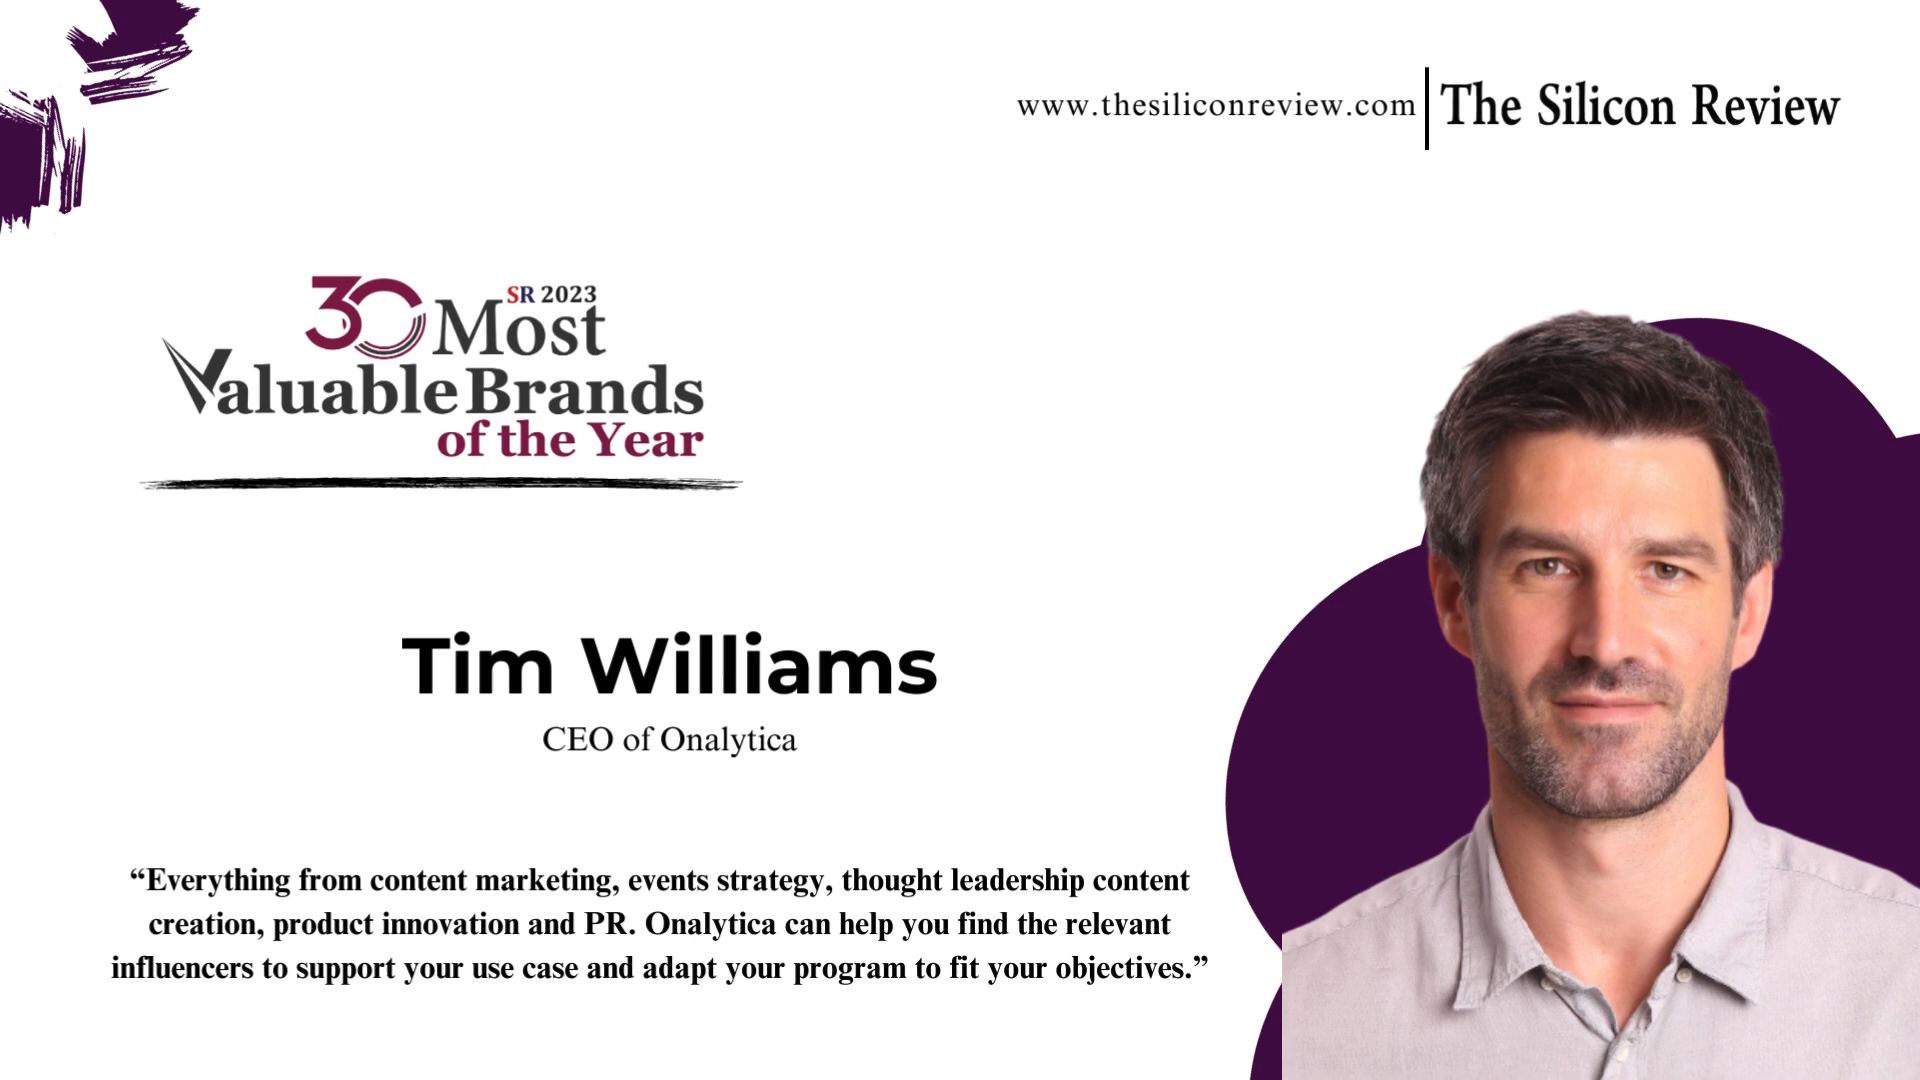 www.thesiliconreview.com
The Silicon Review
SR 2023
30 Most
Valuable Brands
of the Year
Tim Williams
CEO of Onalytica
“Everything from content marketing, events strategy, thought leadership content
creation, product innovation and PR. Onalytica can help you find the relevant
influencers to support your use case and adapt your program to fit your objectives.”